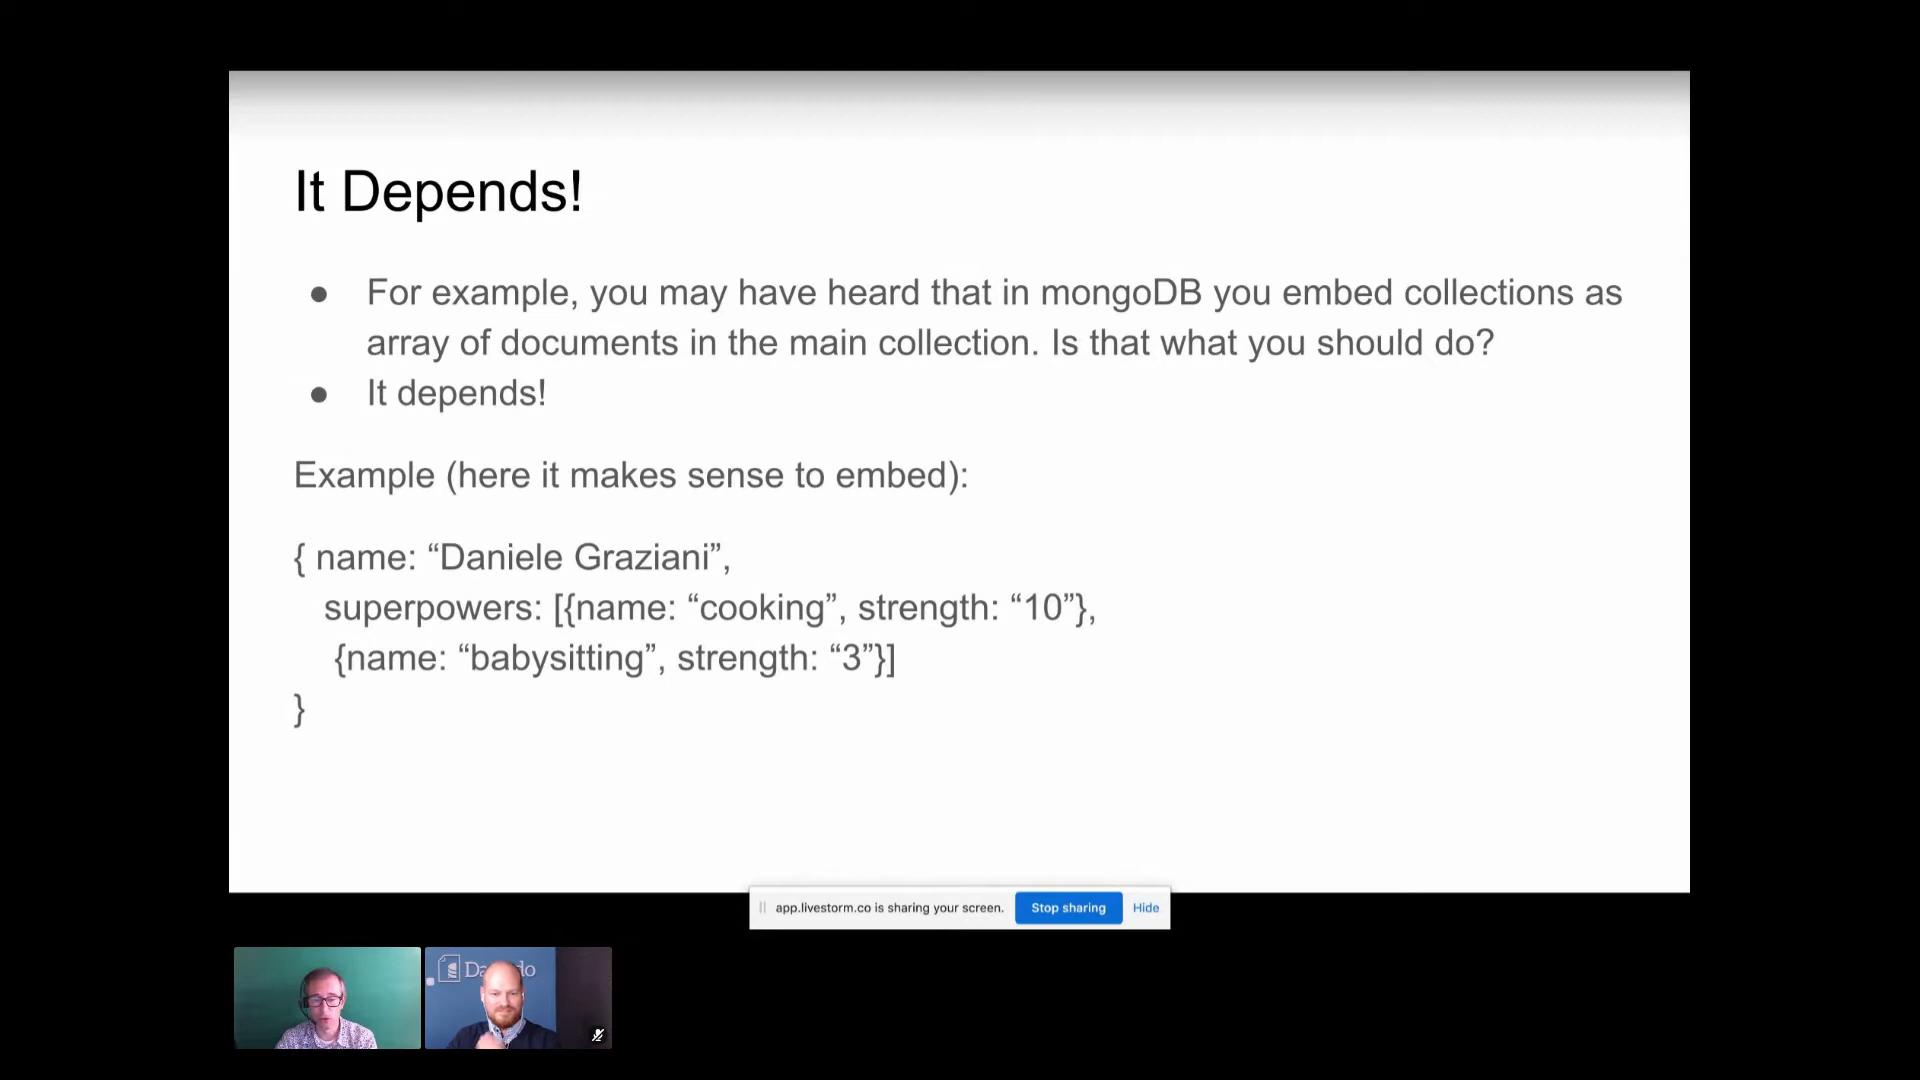 It Depends!
● For example, you may have heard that in mongoDB you embed collections as
array of documents in the main collection. Is that what you should do?
● It depends!
Example (here it makes sense to embed):
{ name: “Daniele Graziani”,
superpowers: [{name: “cooking”, strength: “10”},
{name: “babysitting”, strength: “3”}]
}
app.livestorm.co is sharing your screen. Stop sharing Hide